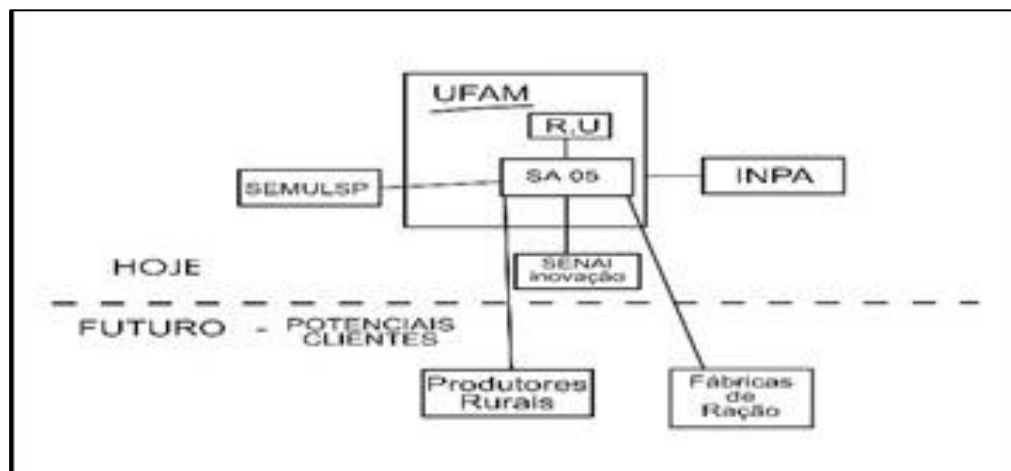 UFAM
R.U
SA 05
SEMULSP
INPA
SENAI
inovação
HOJE
FUTURO - POTENCIAIS
CLIENTES
Produtores
Rurais
Fábricas
de
Ração